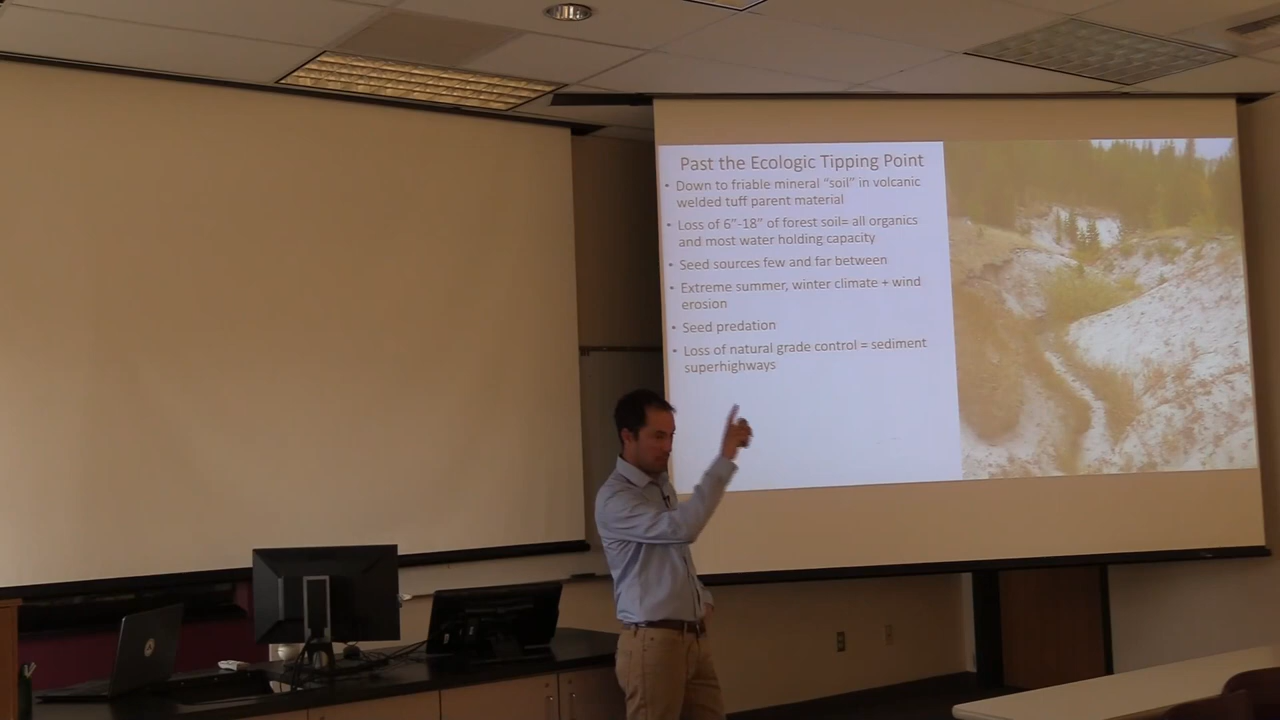 Past the Ecologic Tipping Point
• Down to friable mineral “soil” in volcanic
welded tuff parent material
• Loss of 6”-18” of forest soil= all organics
and most water holding capacity
• Seed sources few and far between
• Extreme summer, winter climate + wind
erosion
• Seed predation
• Loss of natural grade control = sediment
superhighways